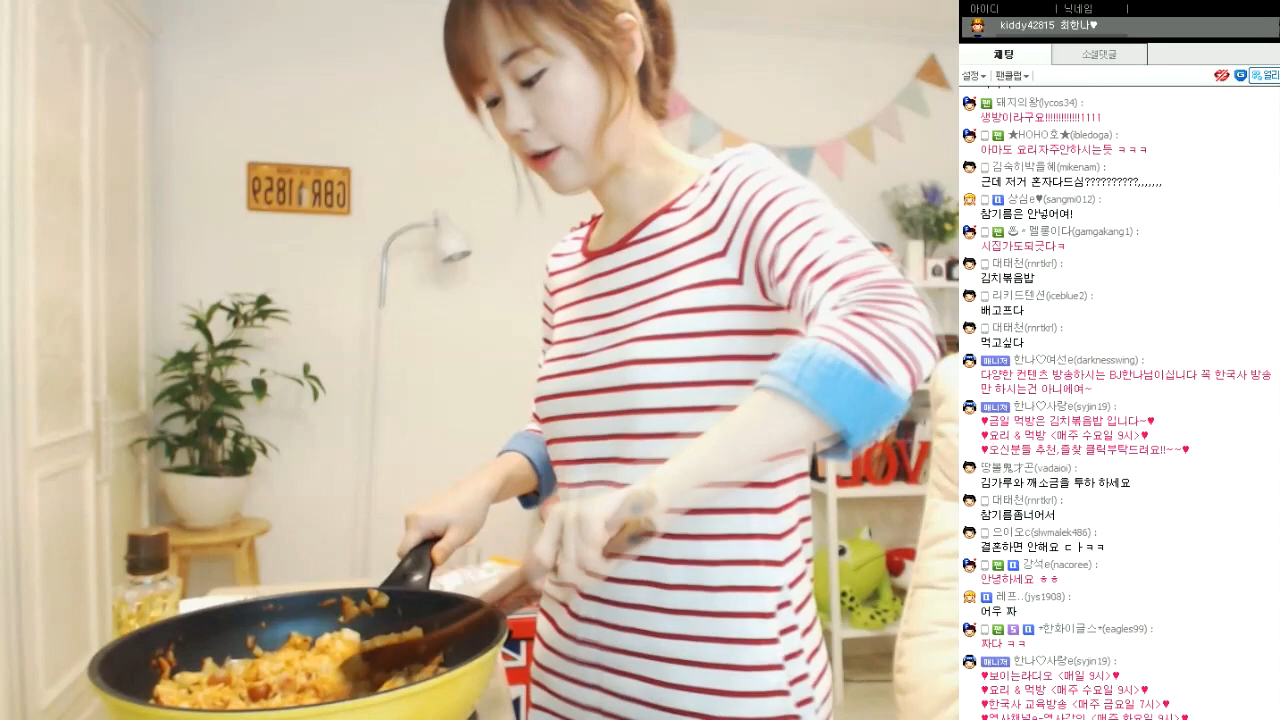 아이디 | 닉네임 |
kiddy42815 최한나♥
채팅 소셜댓글
설정 | 팬클럽 |
GBR 1859
돼지의왕(lycos34) :
생방이라구요!!!!!!!!!!!!!1111
팬 ★HOHO호★(ibledoga) :
아마도 요리자주안하시는듯 ㅋㅋㅋ
김숙히박을혜(mikenam) :
근데 저거 혼자다드심??????????,,,,,,,
상심e♥(sangmi012) :
참기름은 안넣어여!
멜롱이다(gamgakang1) :
시집가도되긋다ㅋ
대태천(rnrtkrl) :
김치볶음밥
리키드텐션(iceblue2) :
배고프다
대태천(rnrtkrl) :
먹고싶다
매니저 한나♡여선e(darknesswing) :
다양한 컨텐츠 방송하시는 BJ한나님이십니다 꼭 한국사 방송
만 하시는건 아니에여~
매니저 한나♡사랑e(syjin19) :
♥금일 먹방은 김치볶음밥 입니다~♥
♥요리 & 먹방 <매주 수요일 9시>♥
♥오신분들 추천,즐찾 클릭부탁드려요!!~~♥
(vadaioi) :
김가루와 깨소금을 투하 하세요
대태천(rnrtkrl) :
참기름좀너어서
으이오c(slwmalek486) :
결혼하면 안해요 ㄷㅏㅋㅋ
팬 강석e(nacoree) :
안녕하세요 ㅎㅎ
레프..(jys1908) :
어우 짜
팬 5 +한화이글스+(eagles99) :
짜다 ㅋㅋ
매니저 한나♡사랑e(syjin19) :
♥보이는라디오 <매일 9시>♥
♥요리 & 먹방 <매주 수요일 9시>♥
♥한국사 교육방송 <매주 금요일 7시>♥